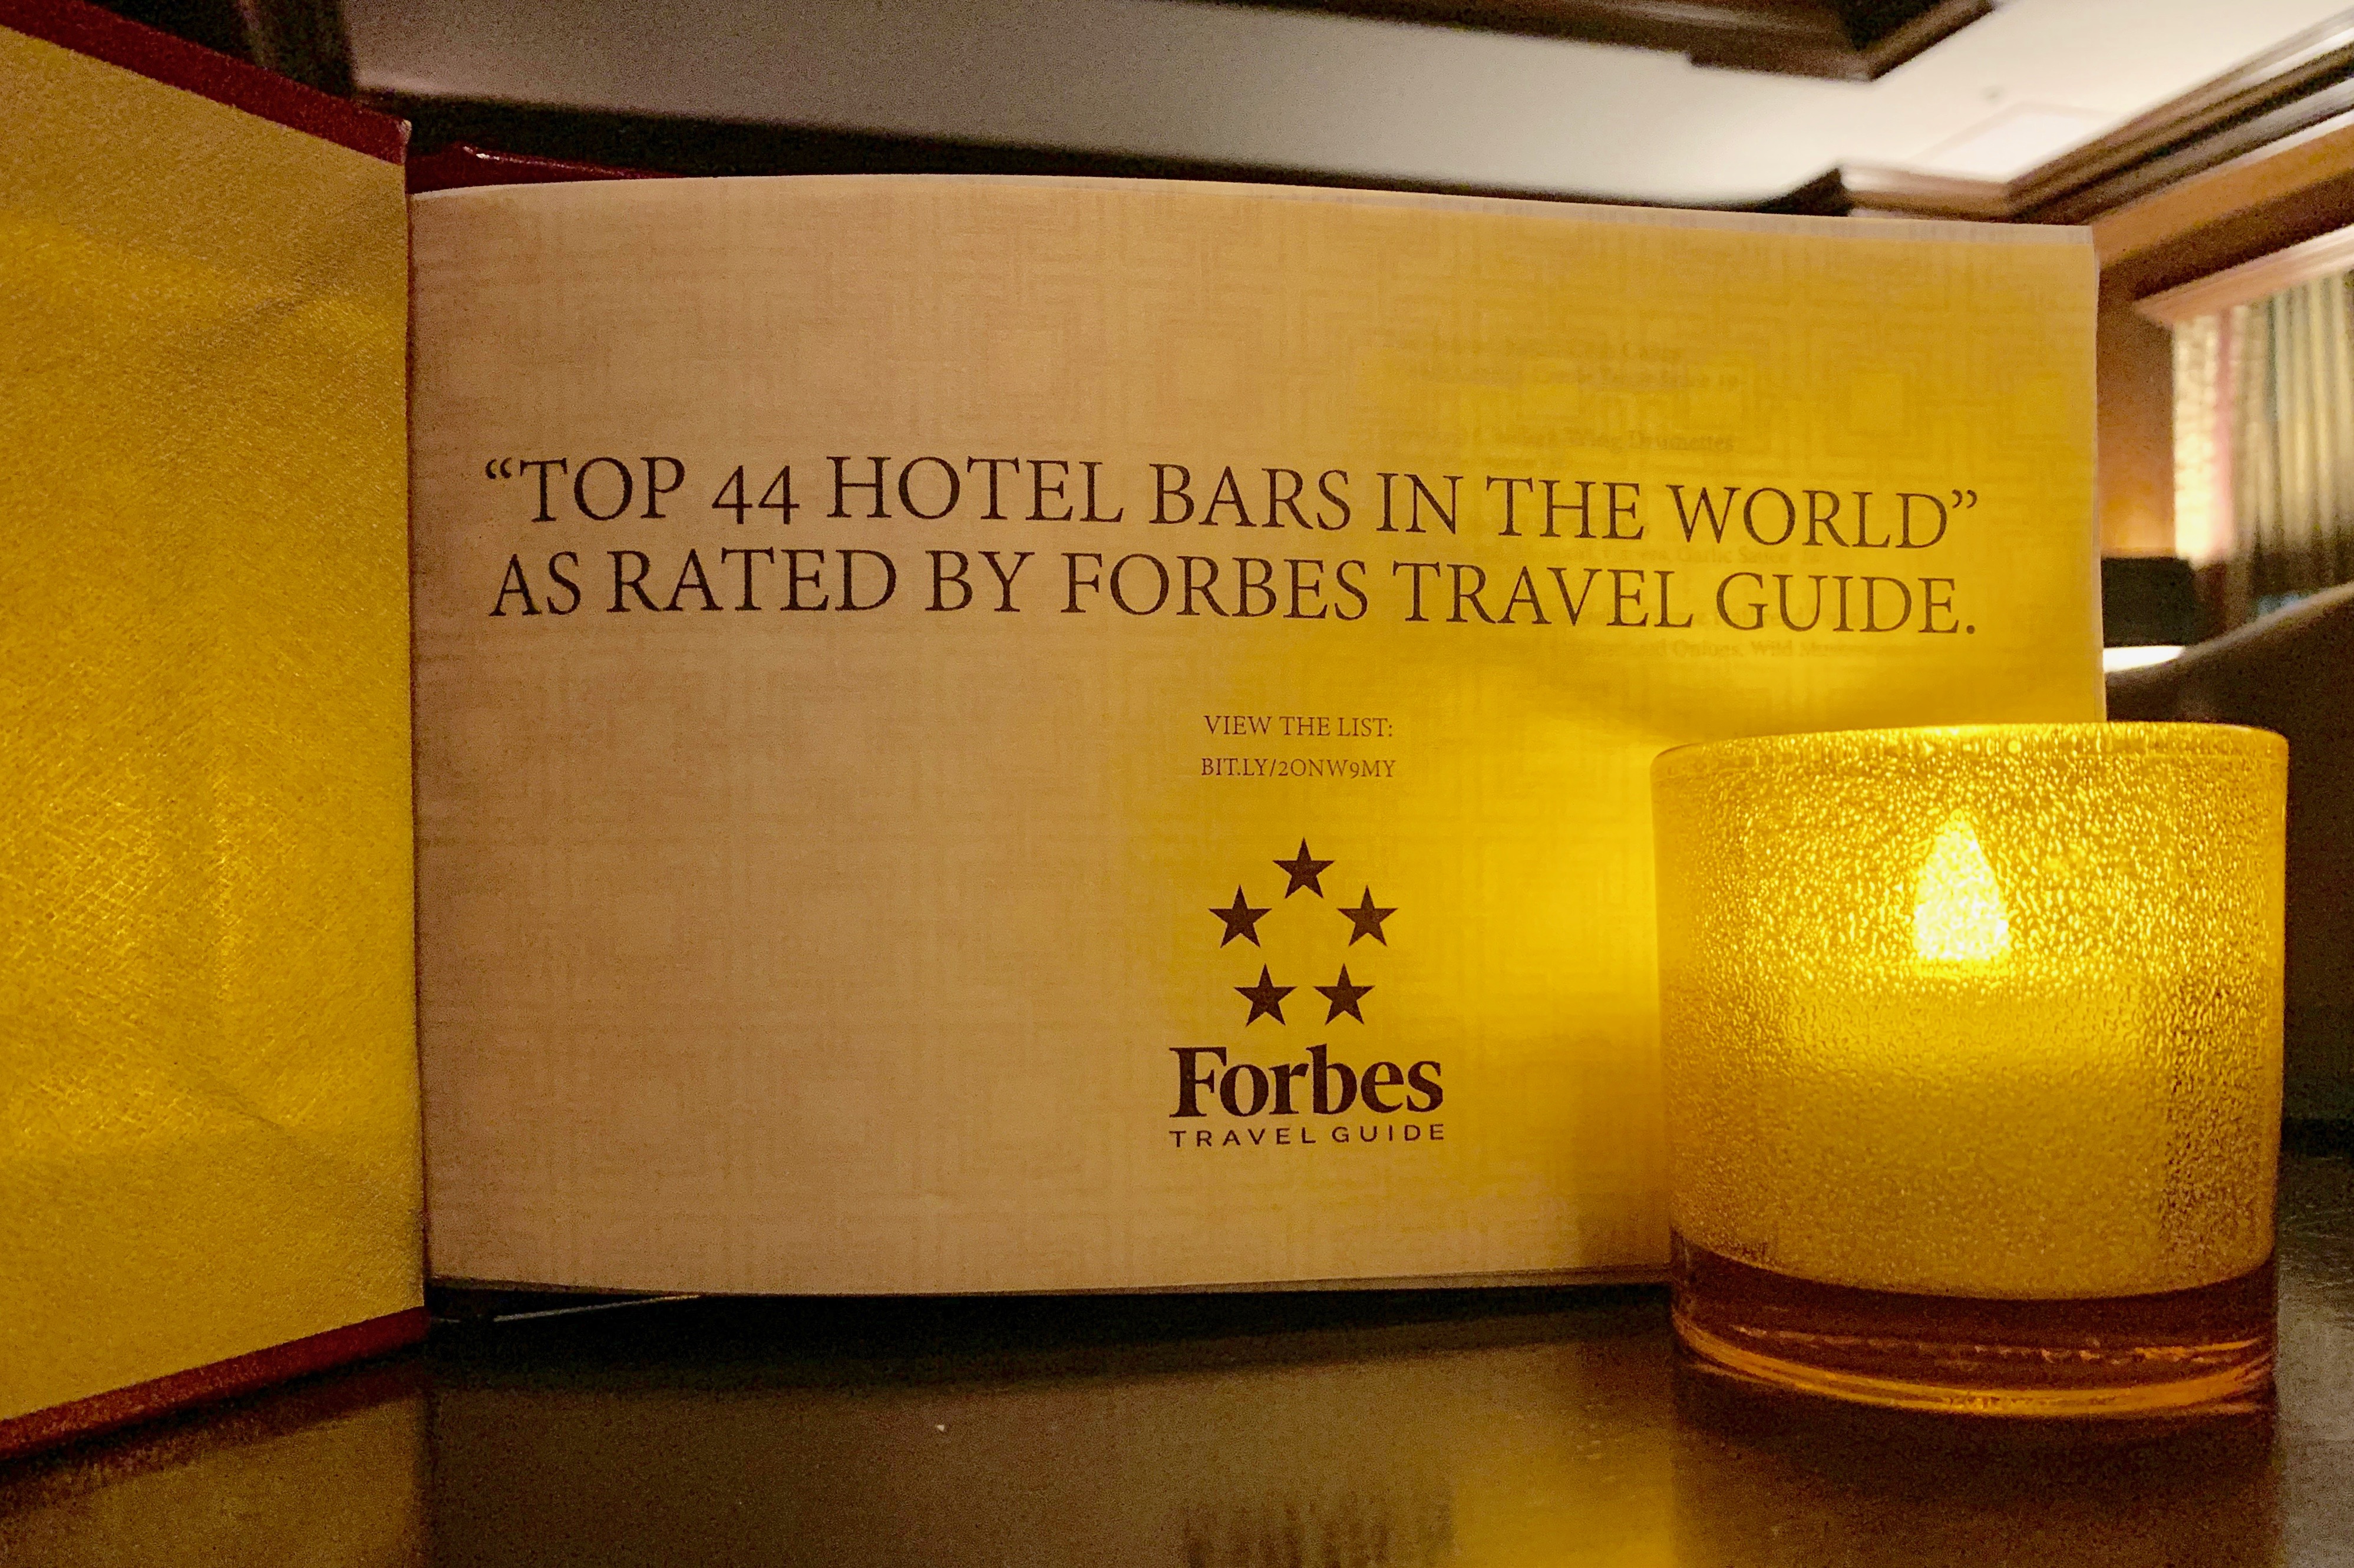 “TOP 44 HOTEL BARS IN THE WORLD”
AS RATED BY FORBES TRAVEL GUIDE.
VIEW THE LIST:
BIT.LY/2ONW9MY
Forbes
TRAVEL GUIDE